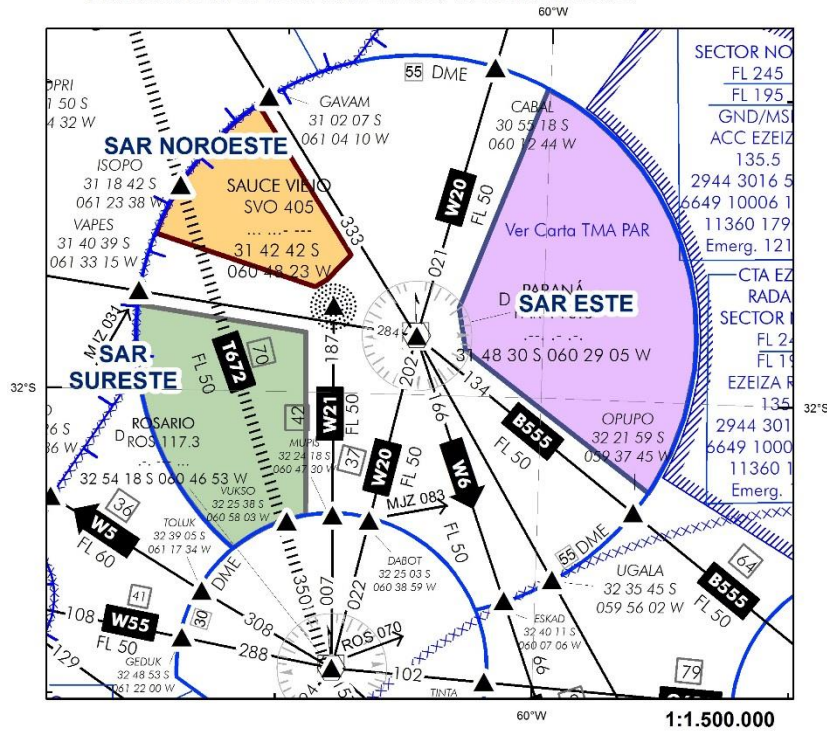 60°W
55 DME
GAVAM
31 02 07 S
061 04 10 W
CABAL
30 55 18 S
060 12 44 W
SECTOR NO
FL 245
FL 195
GND/MSL
ACC EZEIZ
135.5
2944 3016 S
6649 10006 1
11360 179
Emerg. 121
OPRI
1 50 S
4 32 W
SAR NOROESTE
ISOPO
31 18 42 S
061 23 38 W
SAUCE VIEJO
SVO 405
31 42 42 S
060 48 23 W
VAPES
31 40 39 S
061 33 15 W
333
W20
FL 50
021
Ver Carta TMA PAR
PARANÁ
D
SAR ESTE
31 48 30 S 060 29 05 W
CTA EZ
RADA
SECTOR
FL 24
FL 19
EZEIZA R
135
2944 301
6649 1000
11360 1
Emerg.
MJZ 031
284
187
202
166
134
SAR-
SURESTE
T672
FL 50
70
32°S
32°S
ROSARIO
D ROS 117.3
32 54 18 S 060 46 53 W
42
W21
FL 50
MUPIS
32 24 18 S
060 47 30 W
37
W20
FL 50
W6
FL 50
B555
FL 50
OPUPO
32 21 59 S
059 37 45 W
VUKSO
32 25 38 S
060 58 03 W
MJZ 083
36
W5
FL 60
TOLUK
32 39 05 S
061 17 34 W
DME
30
DABOT
32 25 03 S
060 38 59 W
55 DME
UGALA
32 35 45 S
059 56 02 W
64
B555
FL 50
350
007
022
41
108
W55
FL 50
308
288
129
GEDUK
32 48 53 S
061 22 00 W
ROS 070
102
ESKAD
32 40 11 S
060 07 06 W
TINTA
66
79
60°W
1:1.500.000